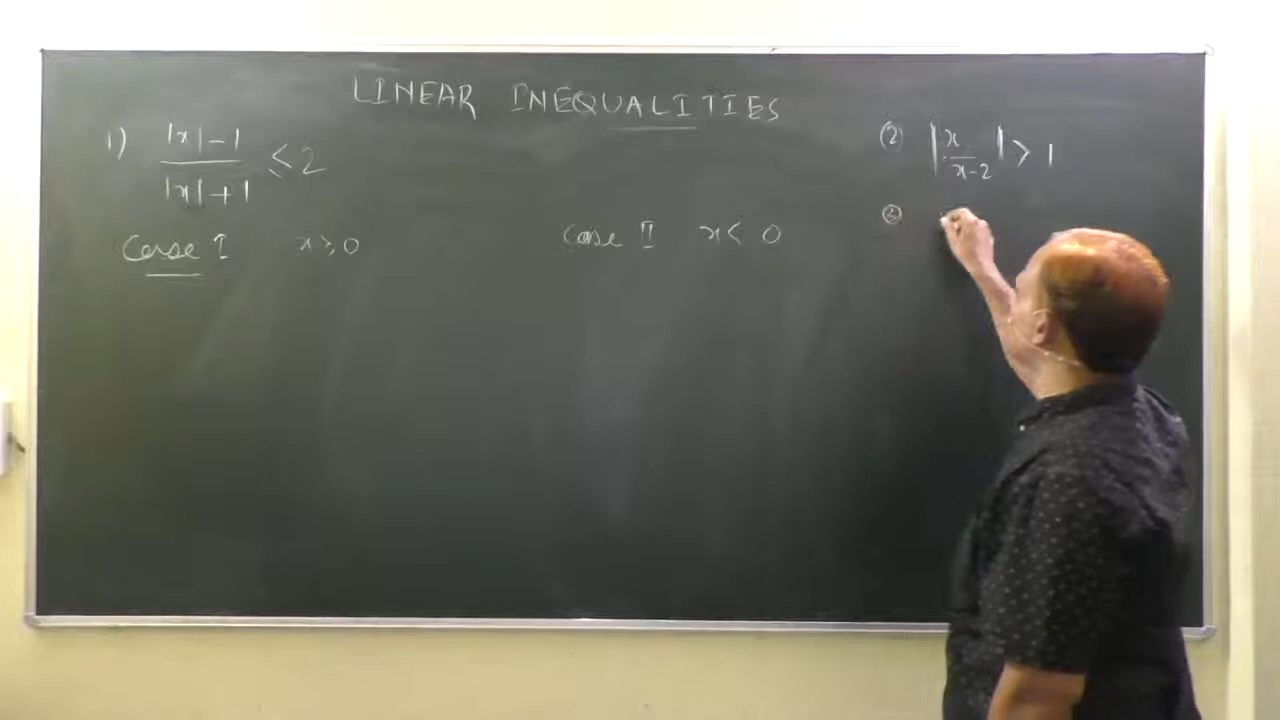 LINEAR INEQUALITIES
1) |x| - 1 / |x| + 1 ≤ 2
Case I x ≥ 0
Case II x < 0
(2) |x / x-2| > 1
(3)